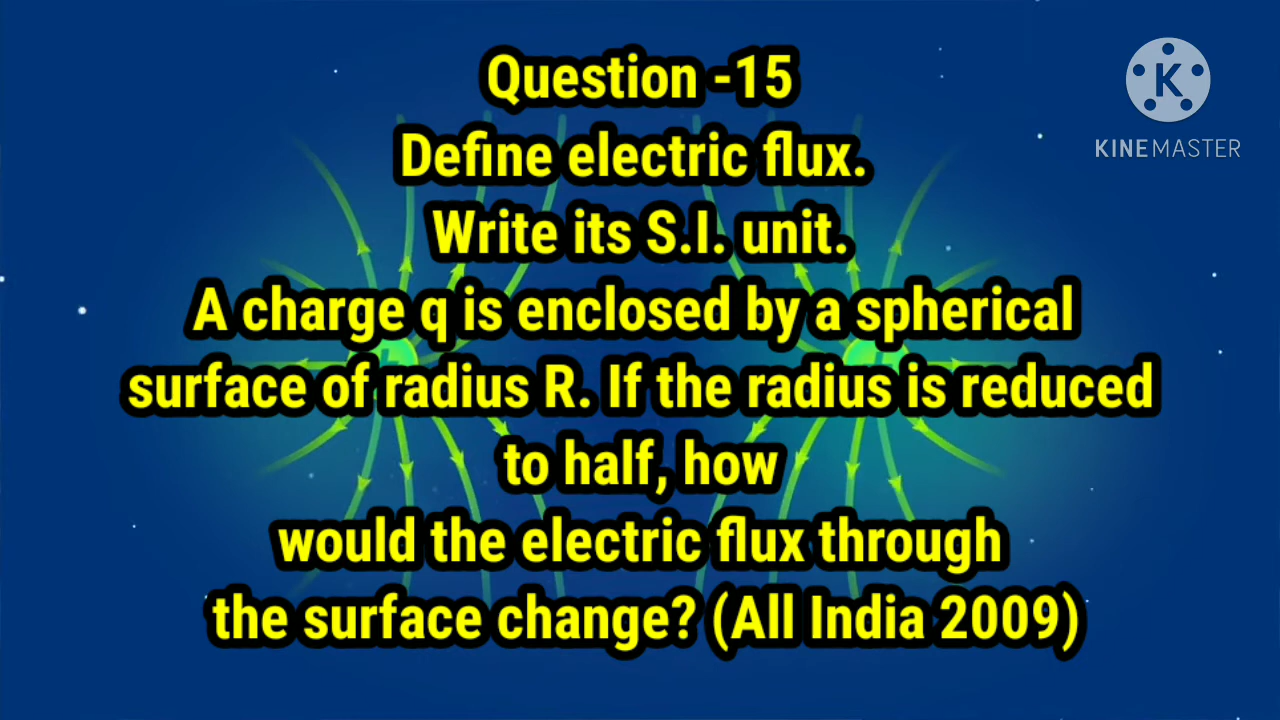 Question -15
Define electric flux.
Write its S.I. unit.
A charge q is enclosed by a spherical
surface of radius R. If the radius is reduced
to half, how
would the electric flux through
the surface change? (All India 2009)
K
KINEMASTER